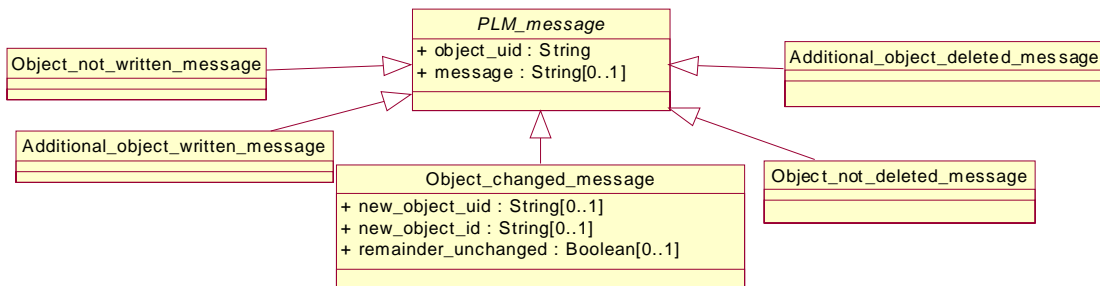 PLM_message
+ object_uid : String
+ message : String[0..1]
Object_not_written_message
Additional_object_deleted_message
Additional_object_written_message
Object_changed_message
+ new_object_uid : String[0..1]
+ new_object_id : String[0..1]
+ remainder_unchanged : Boolean[0..1]
Object_not_deleted_message